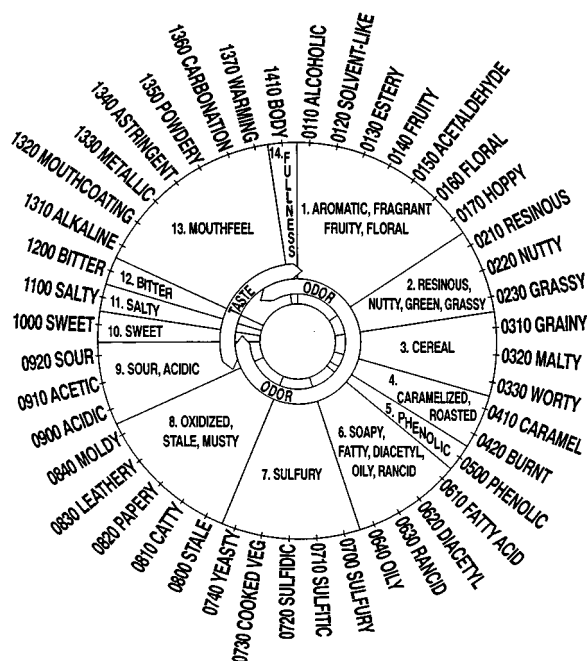 0110 ALCOHOLIC
0120 SOLVENT-LIKE
0130 ESTERY
0140 FRUITY
0150 ACETALDEHYDE
0160 FLORAL
0170 HOPPY
0210 RESINOUS
0220 NUTTY
0230 GRASSY
0310 GRAINY
0320 MALTY
0330 WORTY
0410 CARAMEL
0420 BURNT
0500 PHENOLIC
0610 FATTY ACID
0620 DIACETYL
0630 RANCID
0640 OILY
0700 SULFURY
0710 SULFITIC
0720 SULFIDIC
0730 COOKED VEG
0740 YEASTY
0800 STALE
0810 CATTY
0820 PAPERY
0830 LEATHERY
0840 MOLDY
0900 ACIDIC
0910 ACETIC
0920 SOUR
1000 SWEET
1100 SALTY
1200 BITTER
1310 ALKALINE
1320 MOUTHCOATING
1330 METALLIC
1340 ASTRINGENT
1350 POWDERY
1360 CARBONATION
1370 WARMING
1410 BODY
1. AROMATIC, FRAGRANT
FRUITY, FLORAL
2. RESINOUS,
NUTTY, GREEN, GRASSY
3. CEREAL
4.
CARAMELIZED,
ROASTED
5. PHENOLIC
6. SOAPY,
FATTY, DIACETYL,
OILY, RANCID
7. SULFURY
8. OXIDIZED,
STALE, MUSTY
9. SOUR, ACIDIC
10. SWEET
11. SALTY
12. BITTER
13. MOUTHFEEL
14. FULLNESS
TASTE
ODOR
ODOR